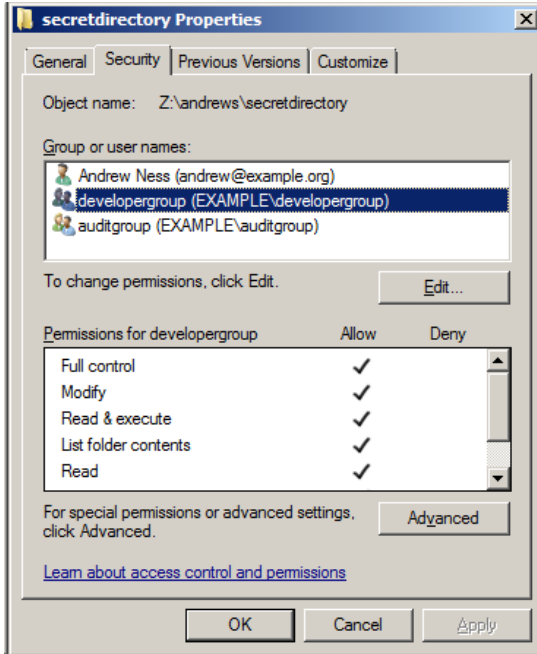 secretdirectory Properties
General Security Previous Versions Customize
Object name: Z:\andrews\secretdirectory
Group or user names:
Andrew Ness (andrew@example.org)
developergroup (EXAMPLE\developergroup)
auditgroup (EXAMPLE\auditgroup)
To change permissions, click Edit.
Edit...
Permissions for developergroup Allow Deny
Full control
Modify
Read & execute
List folder contents
Read
For special permissions or advanced settings,
click Advanced.
Advanced
Learn about access control and permissions
OK Cancel Apply